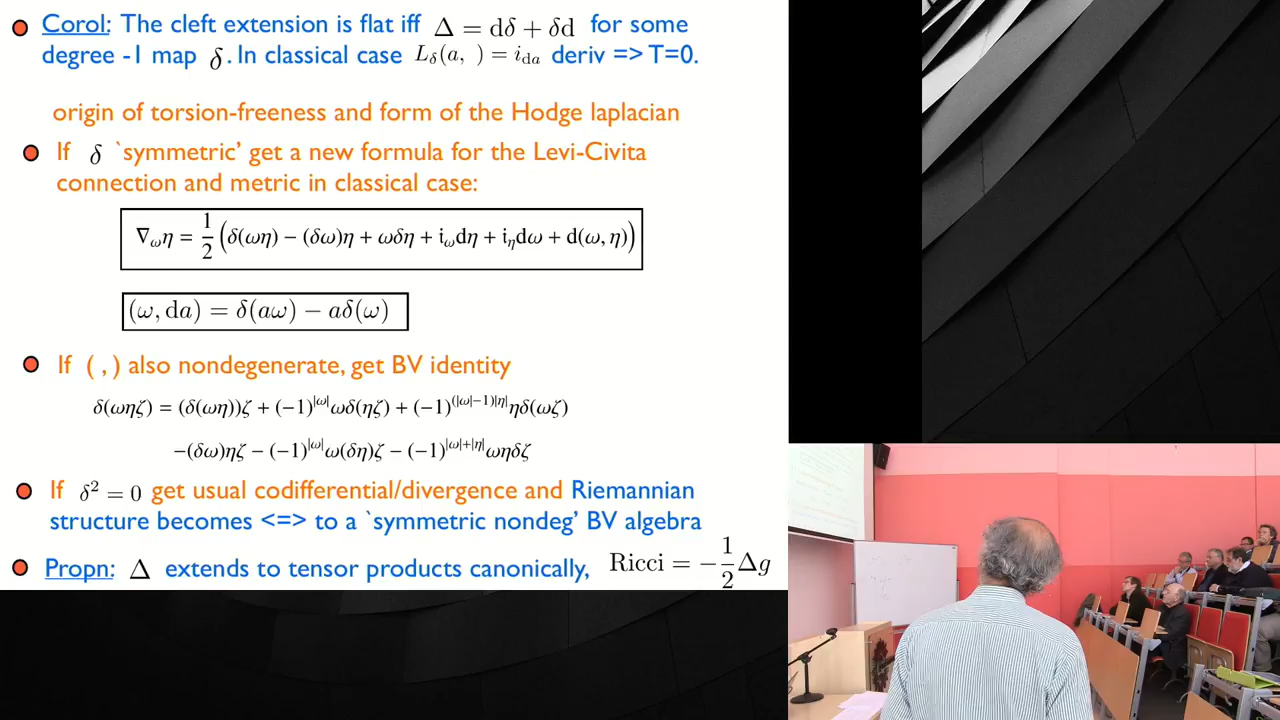 Corol: The cleft extension is flat iff Δ = dδ + δd for some
degree -1 map δ. In classical case L_δ(a, ) = i_da deriv => T=0.
origin of torsion-freeness and form of the Hodge laplacian
If δ `symmetric' get a new formula for the Levi-Civita
connection and metric in classical case:
∇_ωη = 1/2 (δ(ωη) − (δω)η + ωδη + i_ωdη + i_ηdω + d(ω, η))
(ω, da) = δ(aω) − aδ(ω)
If ( , ) also nondegenerate, get BV identity
δ(ωηζ) = (δ(ωη))ζ + (−1)^|ω| ωδ(ηζ) + (−1)^(|ω|−1)|η| ηδ(ωζ)
−(δω)ηζ − (−1)^|ω| ω(δη)ζ − (−1)^|ω|+|η| ωηδζ
If δ² = 0 get usual codifferential/divergence and Riemannian
structure becomes <=> to a `symmetric nondeg' BV algebra
Propn: Δ extends to tensor products canonically, Ricci = −1/2 Δg